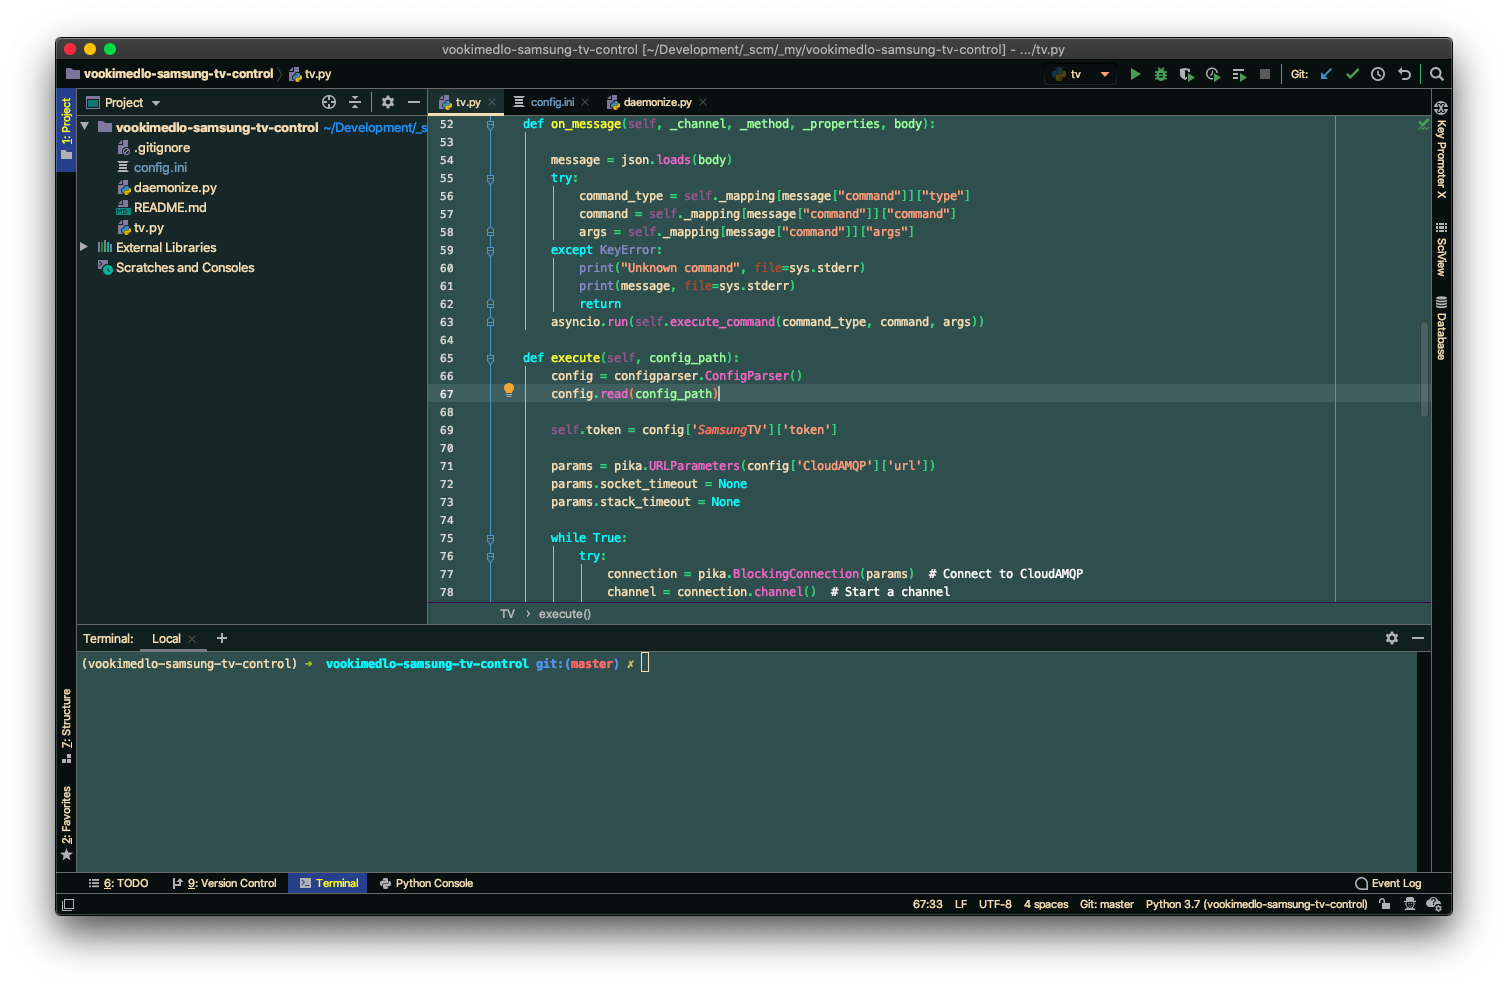 vookimedlo-samsung-tv-control [~/Development/_scm/_my/vookimedlo-samsung-tv-control] - .../tv.py
vookimedlo-samsung-tv-control tv.py
tv
Git:
1: Project
Project
vookimedlo-samsung-tv-control ~/Development/_s
.gitignore
config.ini
daemonize.py
README.md
tv.py
External Libraries
Scratches and Consoles
tv.py
config.ini
daemonize.py
52 def on_message(self, _channel, _method, _properties, body):
53
54 message = json.loads(body)
55 try:
56 command_type = self._mapping[message["command"]]["type"]
57 command = self._mapping[message["command"]]["command"]
58 args = self._mapping[message["command"]]["args"]
59 except KeyError:
60 print("Unknown command", file=sys.stderr)
61 print(message, file=sys.stderr)
62 return
63 asyncio.run(self.execute_command(command_type, command, args))
64
65 def execute(self, config_path):
66 config = configparser.ConfigParser()
67 config.read(config_path)
68
69 self.token = config['SamsungTV']['token']
70
71 params = pika.URLParameters(config['CloudAMQP']['url'])
72 params.socket_timeout = None
73 params.stack_timeout = None
74
75 while True:
76 try:
77 connection = pika.BlockingConnection(params)  # Connect to CloudAMQP
78 channel = connection.channel()  # Start a channel
TV › execute()
Key Promoter X
SciView
Database
Terminal: Local +
(vookimedlo-samsung-tv-control) ➜ vookimedlo-samsung-tv-control git:(master) ✗
Z: Structure
2: Favorites
6: TODO
9: Version Control
Terminal
Python Console
Event Log
67:33 LF UTF-8 4 spaces Git: master Python 3.7 (vookimedlo-samsung-tv-control)